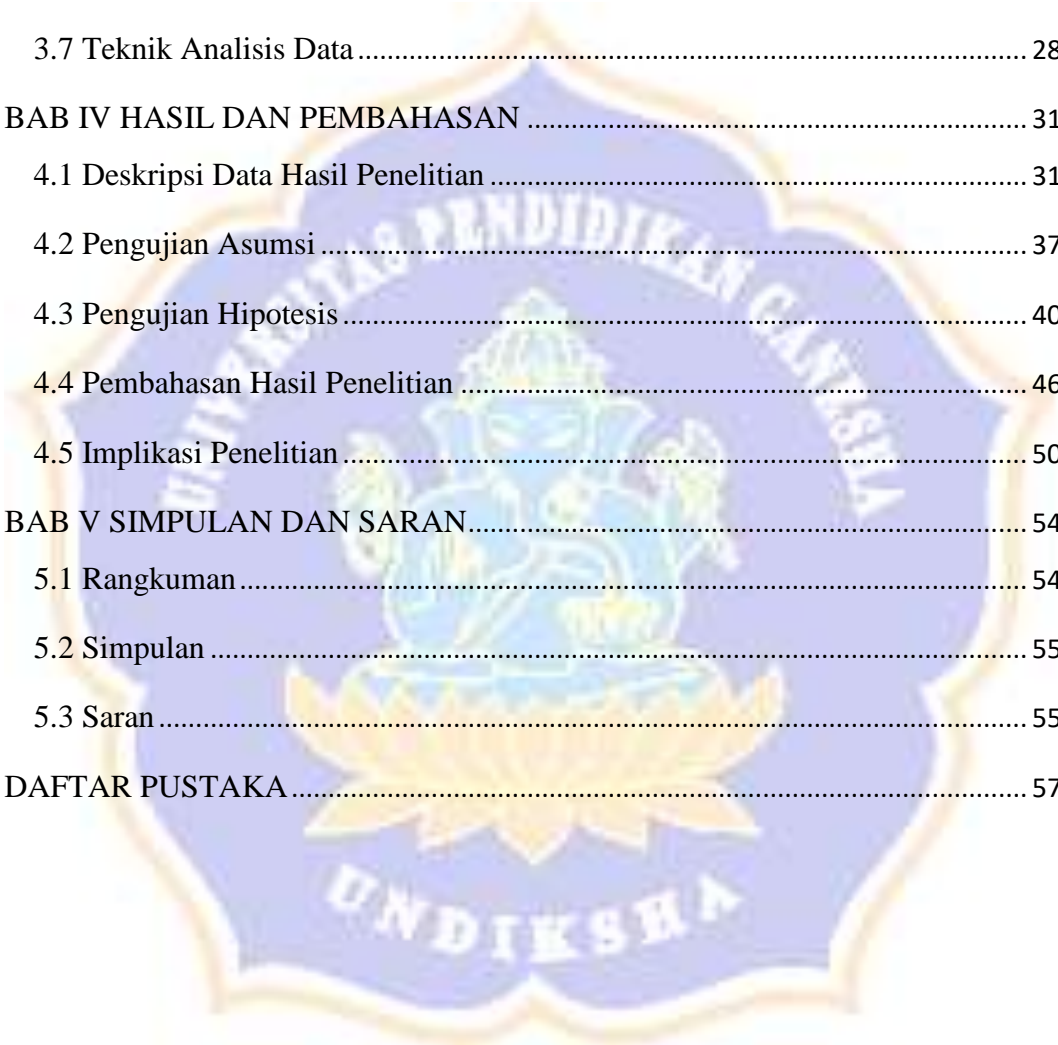 3.7 Teknik Analisis Data ........ 28
BAB IV HASIL DAN PEMBAHASAN ........ 31
4.1 Deskripsi Data Hasil Penelitian ........ 31
4.2 Pengujian Asumsi ........ 37
4.3 Pengujian Hipotesis ........ 40
4.4 Pembahasan Hasil Penelitian ........ 46
4.5 Implikasi Penelitian ........ 50
BAB V SIMPULAN DAN SARAN ........ 54
5.1 Rangkuman ........ 54
5.2 Simpulan ........ 55
5.3 Saran ........ 55
DAFTAR PUSTAKA ........ 57
UNIVERSITAS PENDIDIKAN GANESHA
UNDIKSHA